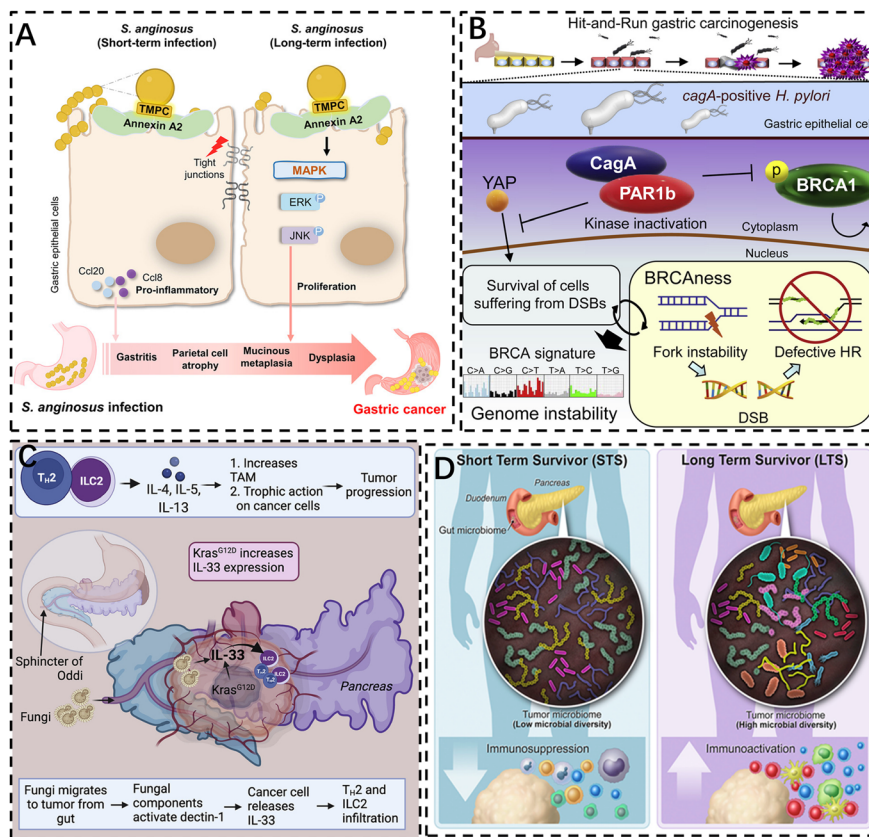 A
S. anginosus
(Short-term infection)
S. anginosus
(Long-term infection)
TMPC
Annexin A2
TMPC
Annexin A2
Tight
junctions
MAPK
ERK
P
JNK
P
Gastric epithelial cells
Ccl20
Ccl8
Pro-inflammatory
Proliferation
Gastritis
Parietal cell
atrophy
Mucinous
metaplasia
Dysplasia
S. anginosus infection
Gastric cancer
B
Hit-and-Run gastric carcinogenesis
cagA-positive H. pylori
Gastric epithelial cell
CagA
PAR1b
Kinase inactivation
YAP
p
BRCA1
Cytoplasm
Nucleus
Survival of cells
suffering from DSBs
BRCAness
Fork instability
Defective HR
DSB
BRCA signature
C>A C>G C>T T>A T>C T>G
Genome instability
C
TH2
ILC2
IL-4, IL-5,
IL-13
1. Increases
TAM
2. Trophic action
on cancer cells
Tumor
progression
KrasG12D increases
IL-33 expression
Sphincter of
Oddi
Fungi
IL-33
ILC2
TH2
TH2
ILC2
KrasG12D
Pancreas
Fungi migrates
to tumor from
gut
Fungal
components
activate dectin-1
Cancer cell
releases
IL-33
TH2 and
ILC2
infiltration
D
Short Term Survivor (STS)
Pancreas
Duodenum
Gut microbiome
Tumor microbiome
(Low microbial diversity)
Immunosuppression
Long Term Survivor (LTS)
Tumor microbiome
(High microbial diversity)
Immunoactivation